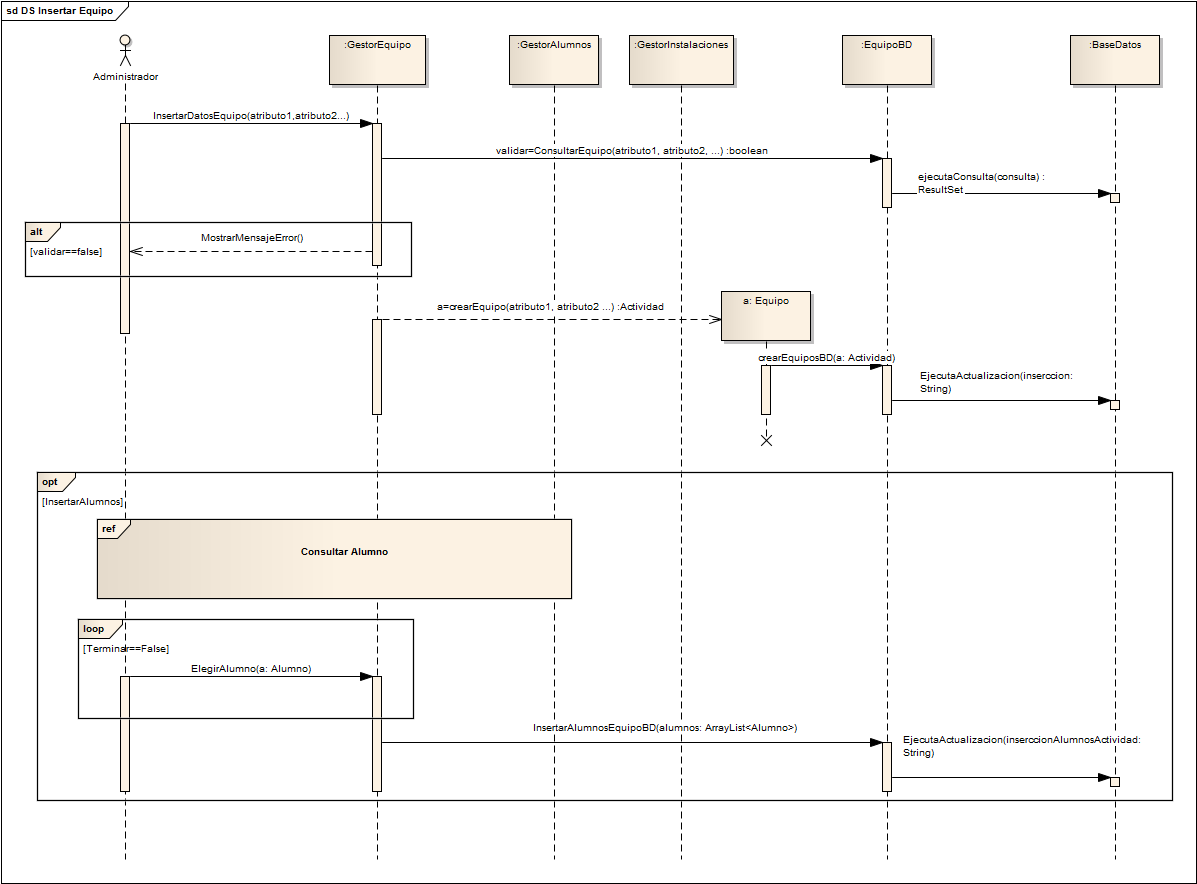 sd DS Insertar Equipo
Administrador
:GestorEquipo
:GestorAlumnos
:GestorInstalaciones
:EquipoBD
:BaseDatos
InsertarDatosEquipo(atributo1,atributo2...)
validar=ConsultarEquipo(atributo1, atributo2, ...) :boolean
ejecutaConsulta(consulta) :
ResultSet
alt
[validar==false]
MostrarMensajeError()
a=crearEquipo(atributo1, atributo2 ...) :Actividad
a: Equipo
crearEquiposBD(a: Actividad)
EjecutaActualizacion(inserccion:
String)
opt
[InsertarAlumnos]
ref
Consultar Alumno
loop
[Terminar==False]
ElegirAlumno(a: Alumno)
InsertarAlumnosEquipoBD(alumnos: ArrayList<Alumno>)
EjecutaActualizacion(inserccionAlumnosActividad:
String)